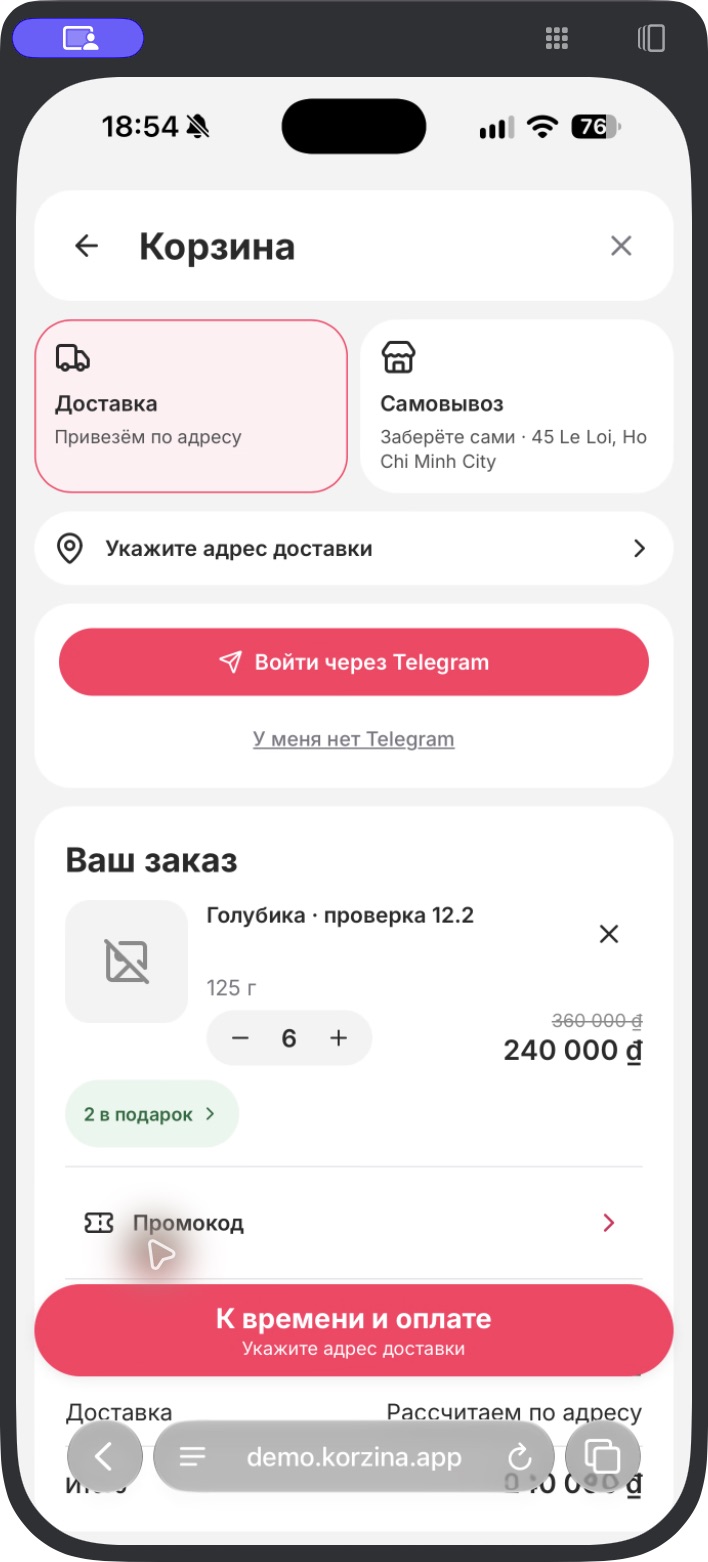 18:54
76
Корзина
Доставка
Привезём по адресу
Самовывоз
Заберёте сами · 45 Le Loi, Ho
Chi Minh City
Укажите адрес доставки
Войти через Telegram
У меня нет Telegram
Ваш заказ
Голубика · проверка 12.2
125 г
6
360 000 ₫
240 000 ₫
2 в подарок
Промокод
К времени и оплате
Укажите адрес доставки
Доставка
Рассчитаем по адресу
demo.korzina.app